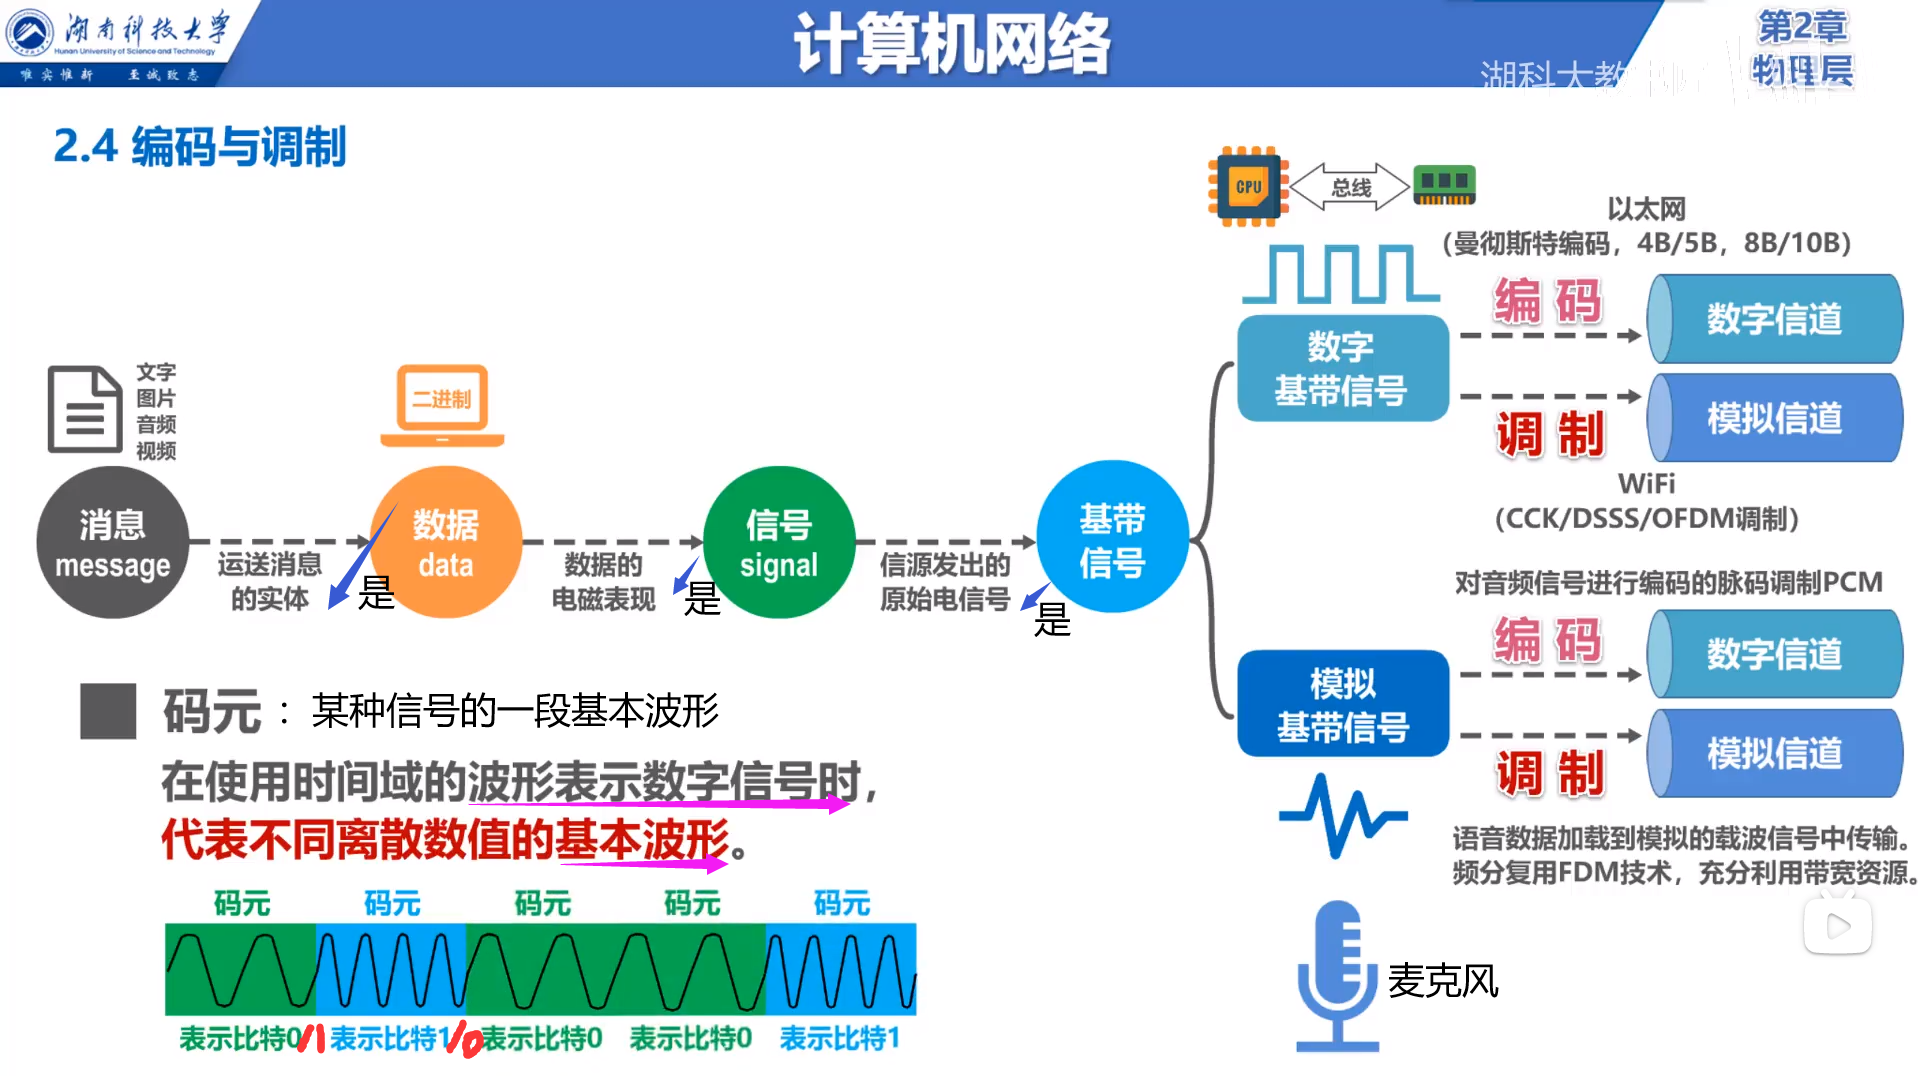 湖南科技大学
Hunan University of Science and Technology
唯实惟新 至诚致志
计算机网络
第2章
物理层
湖科大教
2.4 编码与调制
CPU
总线
以太网
(曼彻斯特编码，4B/5B，8B/10B)
编码
数字信道
数字
基带信号
调制
模拟信道
WiFi
(CCK/DSSS/OFDM调制)
文字
图片
音频
视频
二进制
消息
message
运送消息
的实体
是
数据
data
数据的
电磁表现
是
信号
signal
信源发出的
原始电信号
是
基带
信号
对音频信号进行编码的脉码调制PCM
编码
数字信道
模拟
基带信号
调制
模拟信道
语音数据加载到模拟的载波信号中传输。
频分复用FDM技术，充分利用带宽资源。
麦克风
码元：某种信号的一段基本波形
在使用时间域的波形表示数字信号时，
代表不同离散数值的基本波形。
码元 码元 码元 码元 码元
表示比特0 11 表示比特1 10 表示比特0 表示比特0 表示比特1